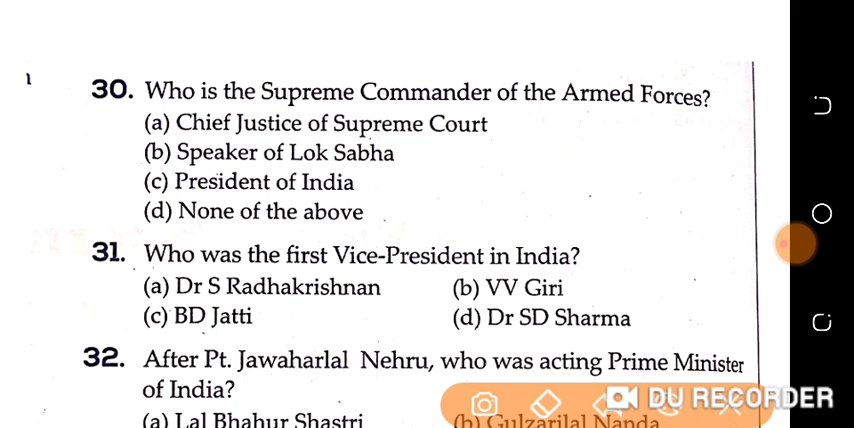 30. Who is the Supreme Commander of the Armed Forces?
(a) Chief Justice of Supreme Court
(b) Speaker of Lok Sabha
(c) President of India
(d) None of the above
31. Who was the first Vice-President in India?
(a) Dr S Radhakrishnan (b) VV Giri
(c) BD Jatti (d) Dr SD Sharma
32. After Pt. Jawaharlal Nehru, who was acting Prime Minister
of India?
(a) Lal Bhahur Shastri (b) Gulzarilal Nanda
DU RECORDER